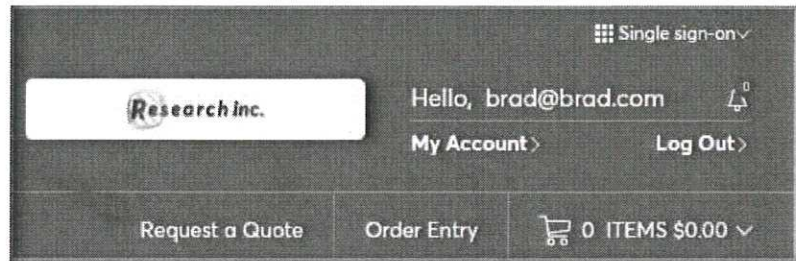 Single sign-on
Research inc.
Hello, brad@brad.com
0
My Account
Log Out
Request a Quote
Order Entry
0 ITEMS $0.00